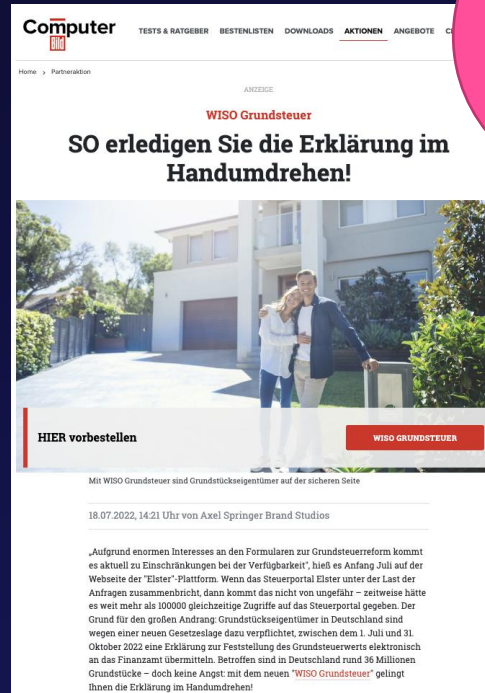 Computer
Bild
TESTS & RATGEBER BESTENLISTEN DOWNLOADS AKTIONEN ANGEBOTE
Home > Partneraktion
ANZEIGE
WISO Grundsteuer
SO erledigen Sie die Erklärung im
Handumdrehen!
HIER vorbestellen
WISO GRUNDSTEUER
Mit WISO Grundsteuer sind Grundstückseigentümer auf der sicheren Seite
18.07.2022, 14:21 Uhr von Axel Springer Brand Studios
„Aufgrund enormen Interesses an den Formularen zur Grundsteuerreform kommt
es aktuell zu Einschränkungen bei der Verfügbarkeit", hieß es Anfang Juli auf der
Webseite der "Elster"-Plattform. Wenn das Steuerportal Elster unter der Last der
Anfragen zusammenbricht, dann kommt das nicht von ungefähr – zeitweise hätte
es weit mehr als 100000 gleichzeitige Zugriffe auf das Steuerportal gegeben. Der
Grund für den großen Andrang: Grundstückseigentümer in Deutschland sind
wegen einer neuen Gesetzeslage dazu verpflichtet, zwischen dem 1. Juli und 31.
Oktober 2022 eine Erklärung zur Feststellung des Grundsteuerwerts elektronisch
an das Finanzamt übermitteln. Betroffen sind in Deutschland rund 36 Millionen
Grundstücke – doch keine Angst: mit dem neuen "WISO Grundsteuer" gelingt
Ihnen die Erklärung im Handumdrehen!